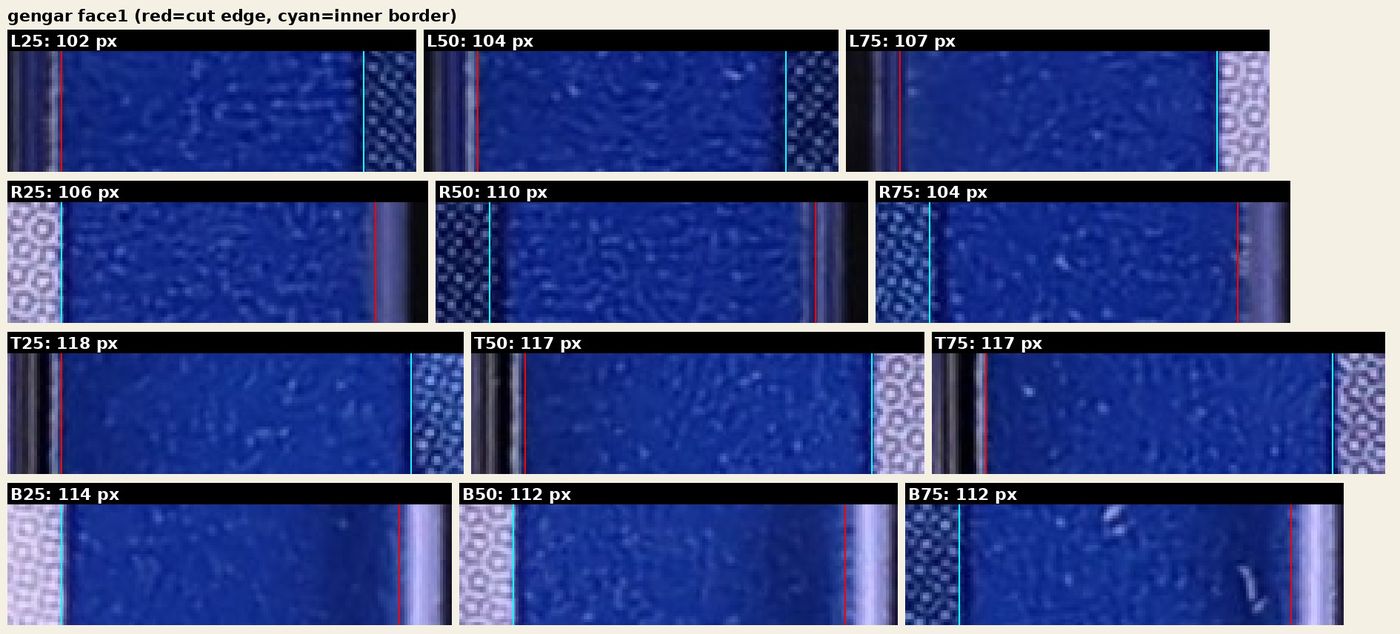 gengar face1 (red=cut edge, cyan=inner border)
L25: 102 px
L50: 104 px
L75: 107 px
R25: 106 px
R50: 110 px
R75: 104 px
T25: 118 px
T50: 117 px
T75: 117 px
B25: 114 px
B50: 112 px
B75: 112 px